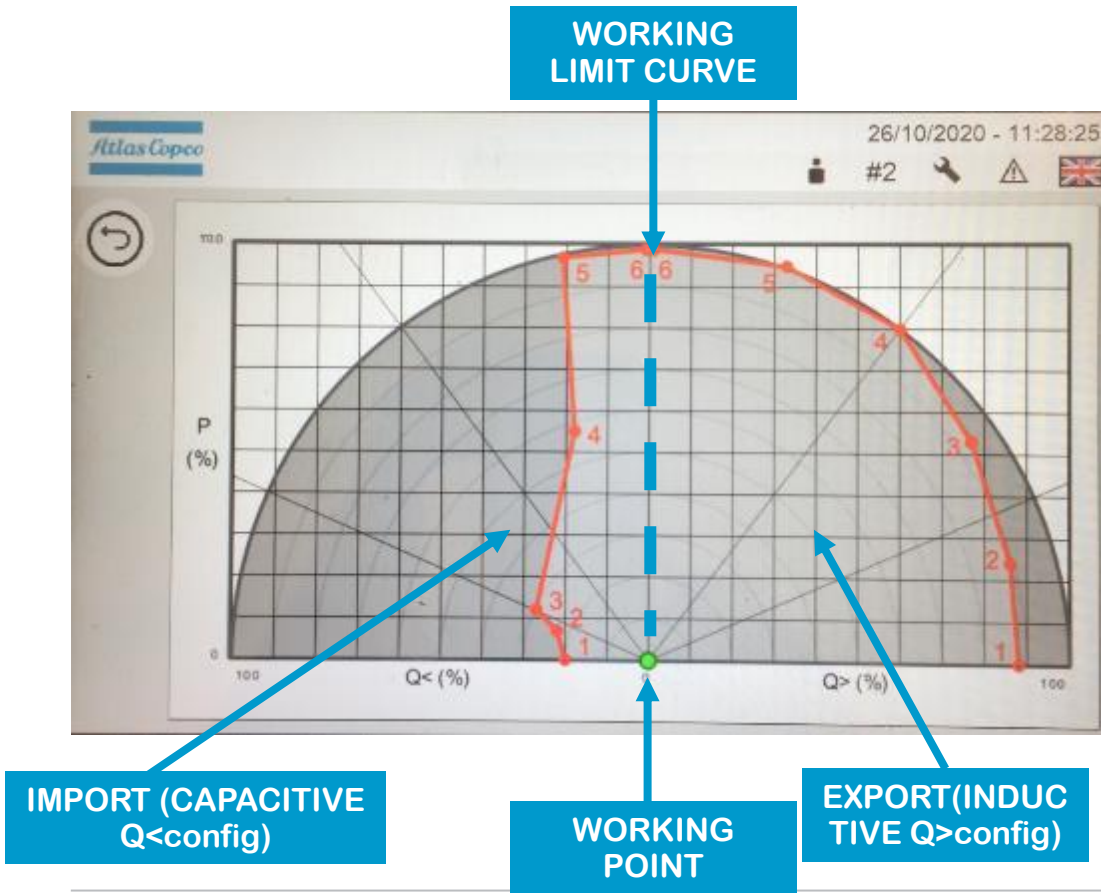 WORKING
LIMIT CURVE
Atlas Copco
26/10/2020 - 11:28:25
#2
5
6 6
5
4
P
(%)
4
3
3
2
2
1
1
0
100
Q< (%)
0
Q> (%)
100
IMPORT (CAPACITIVE
Q<config)
WORKING
POINT
EXPORT(INDUC
TIVE Q>config)